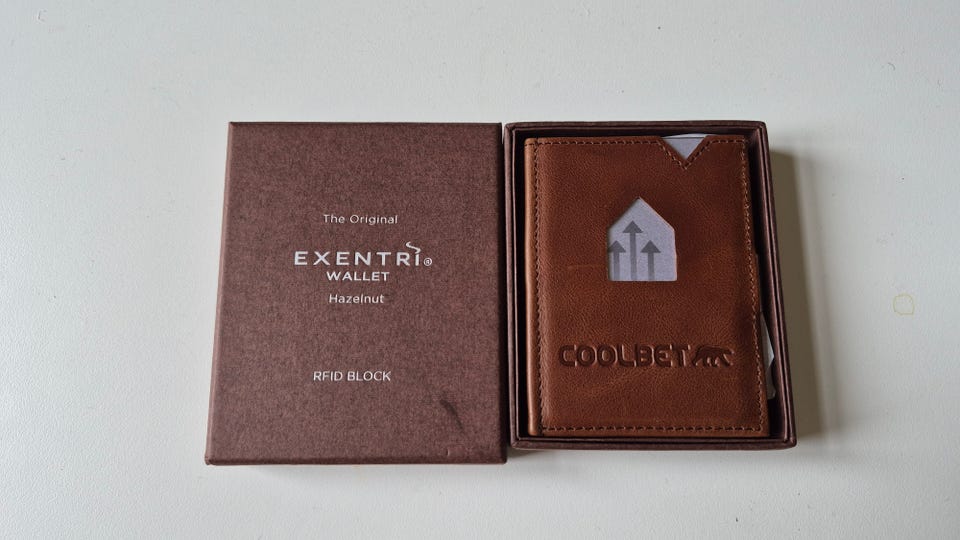 The Original
EXENTRI®
WALLET
Hazelnut
RFID BLOCK
COOLBET